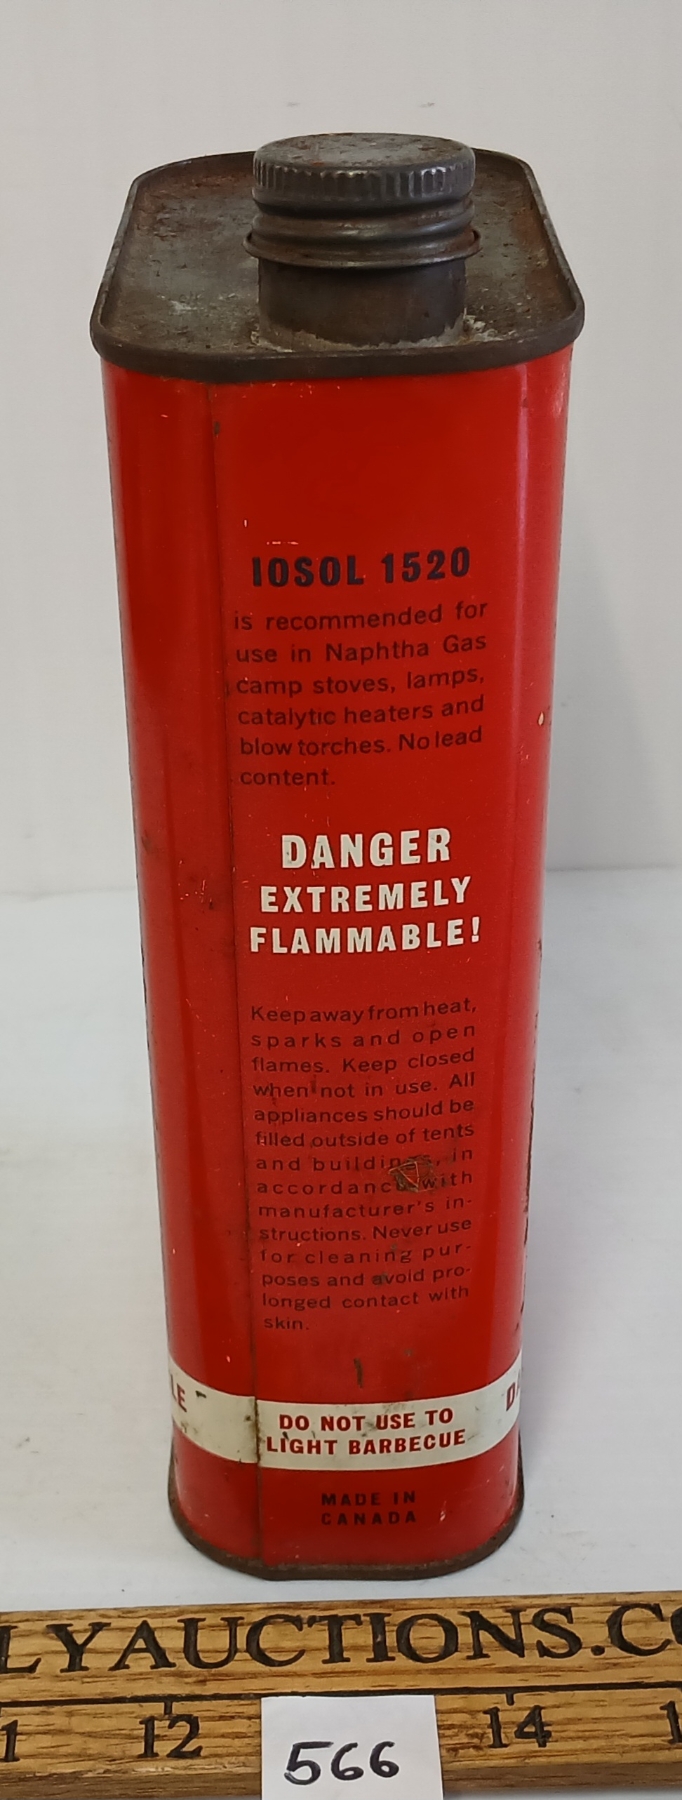 IOSOL 1520
is recommended for
use in Naphtha Gas
camp stoves, lamps,
catalytic heaters and
blow torches. No lead
content.
DANGER
EXTREMELY
FLAMMABLE!
Keep away from heat,
sparks and open
flames. Keep closed
when not in use. All
appliances should be
filled outside of tents
and buildings, in
accordance with
manufacturer's in-
structions. Never use
for cleaning pur-
poses and avoid pro-
longed contact with
skin.
LE
DO NOT USE TO
LIGHT BARBECUE
D
MADE IN
CANADA
LYAUCTIONS.CO
12 14
566